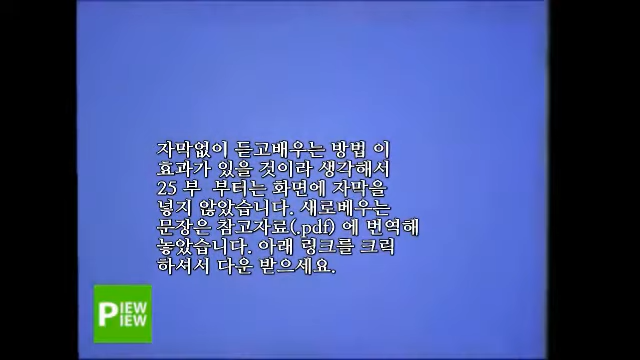 자막없이 듣고배우는 방법 이
효과가 있을 것이라 생각해서
25 부 부터는 화면에 자막을
넣지 않았습니다. 새로베우는
문장은 참고자료(.pdf) 에 번역해
놓았습니다. 아래 링크를 크릭
하셔서 다운 받으세요.
PIEW
IEW